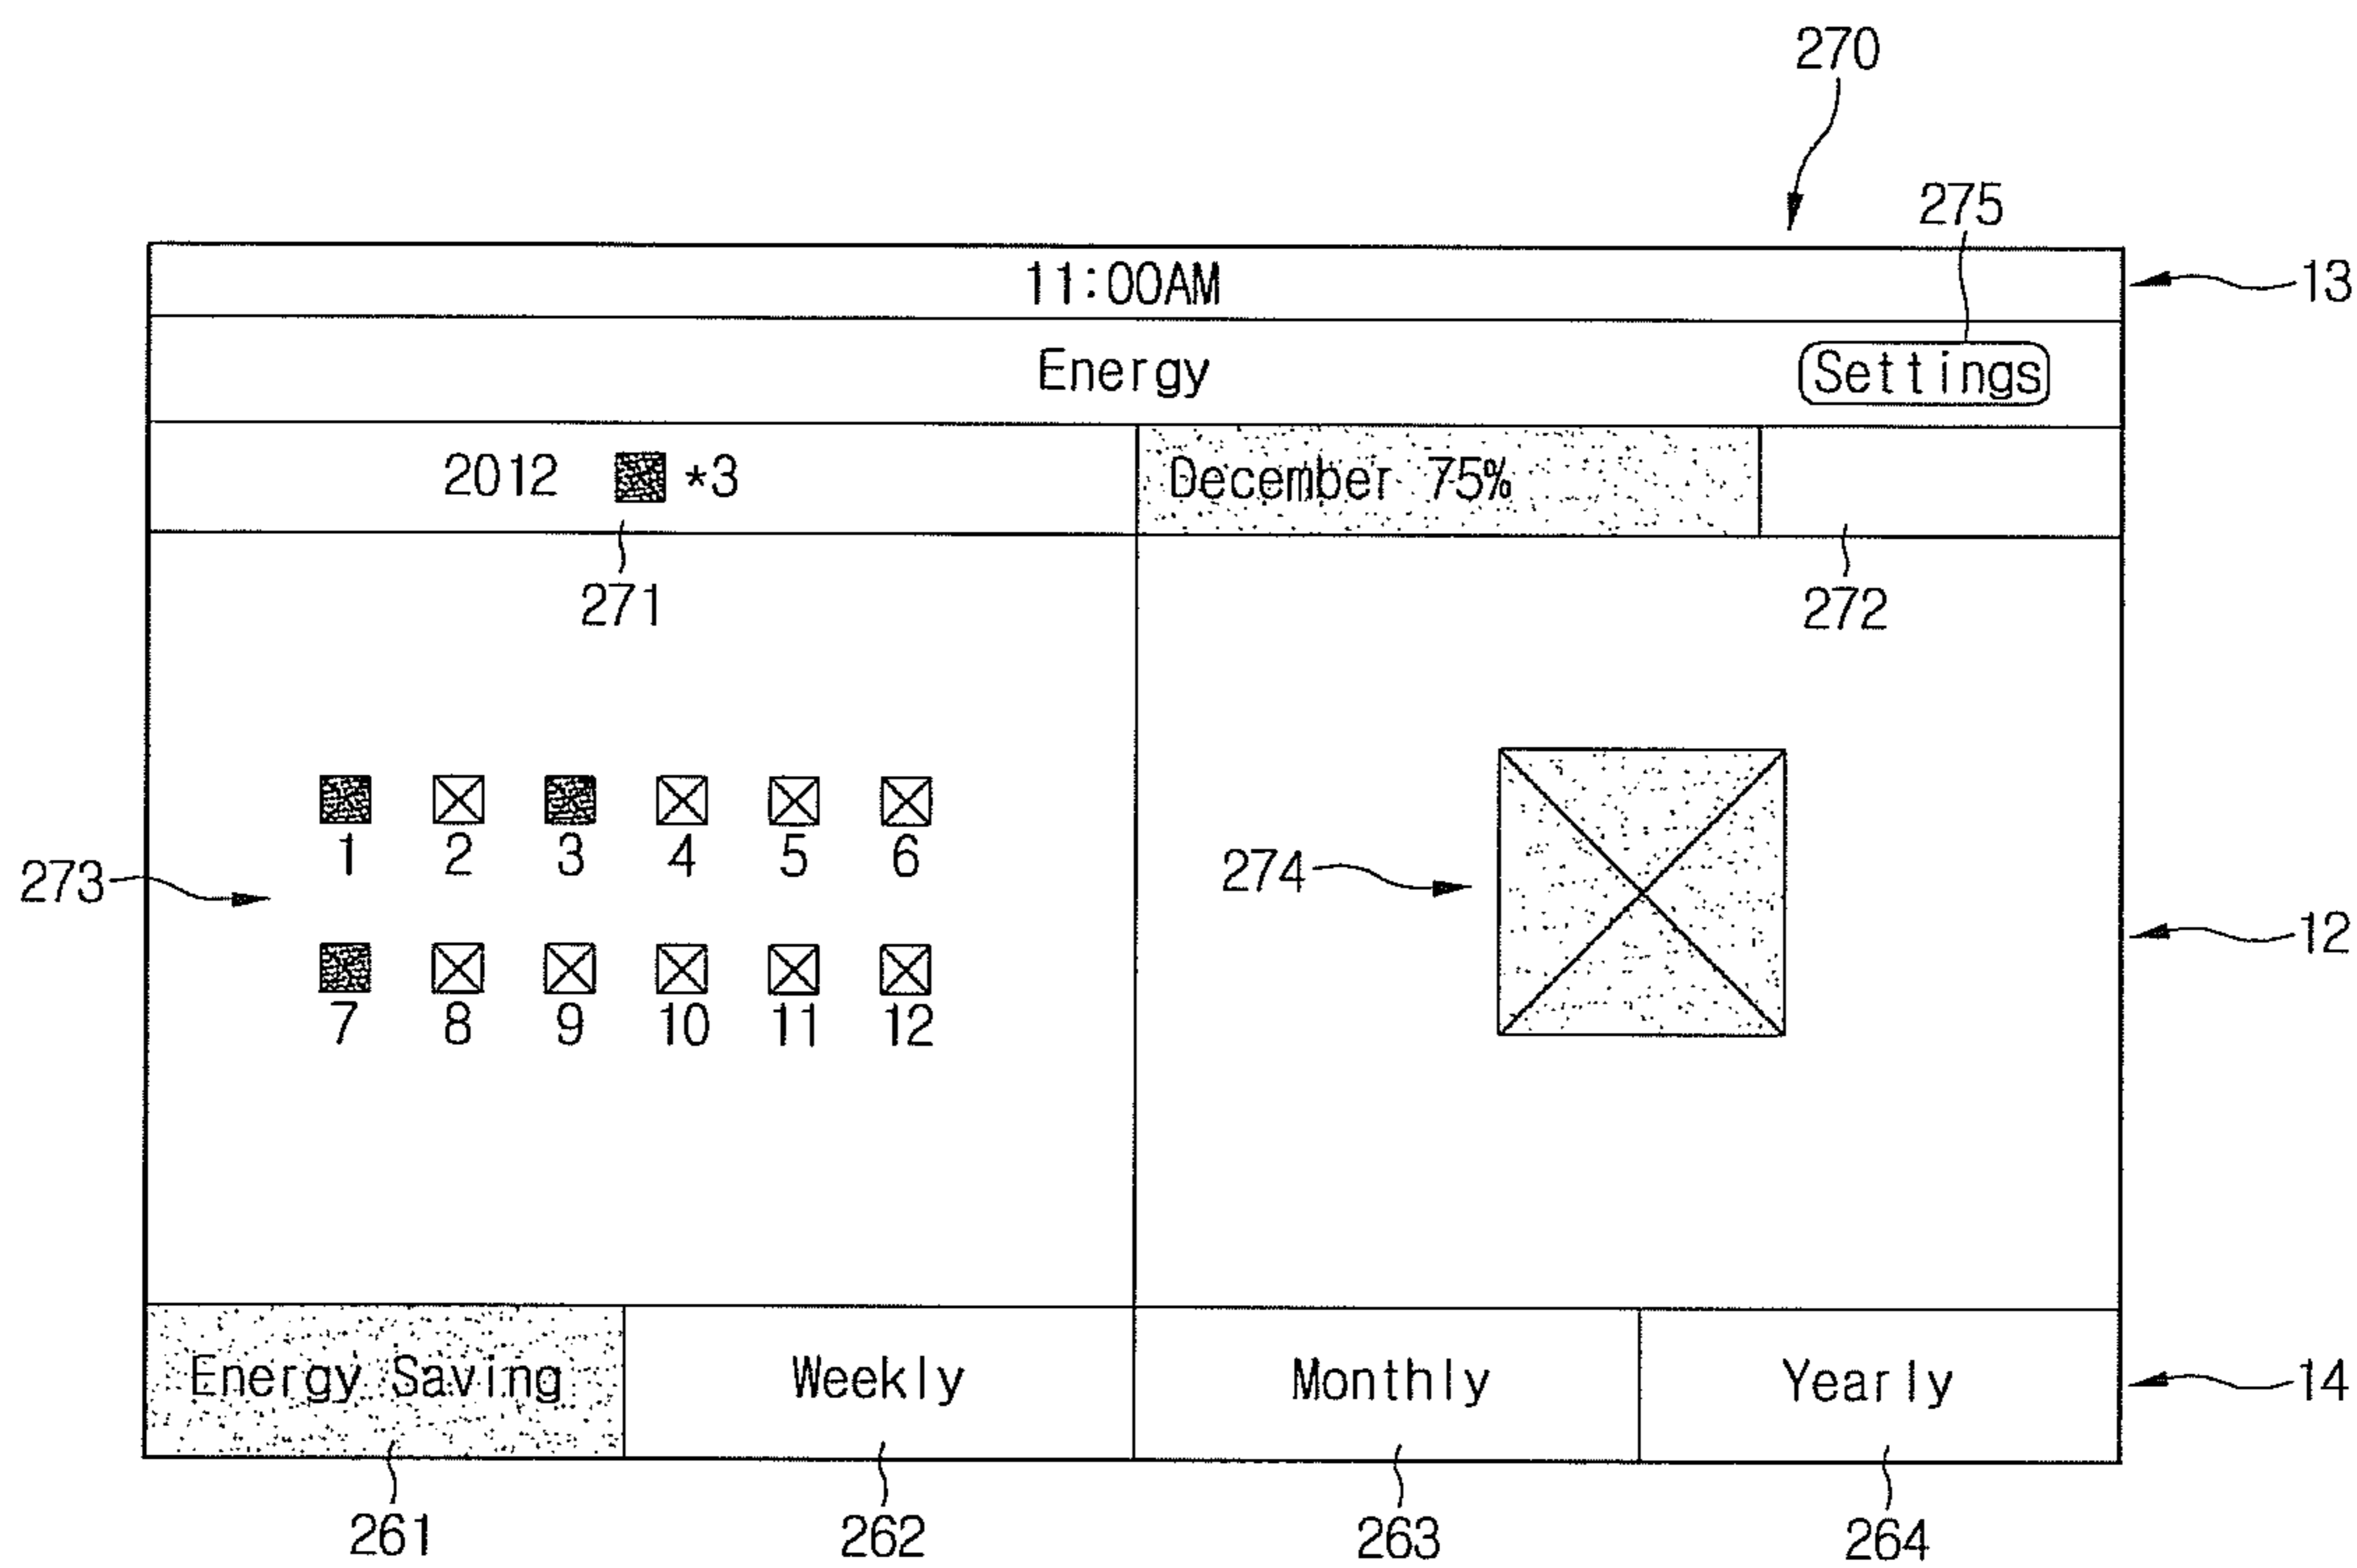 270
275
11:00AM
13
Energy
Settings
2012 *3
December 75%
271
272
1 2 3 4 5 6
273
274
12
7 8 9 10 11 12
Energy Saving
Weekly
Monthly
Yearly
14
261
262
263
264